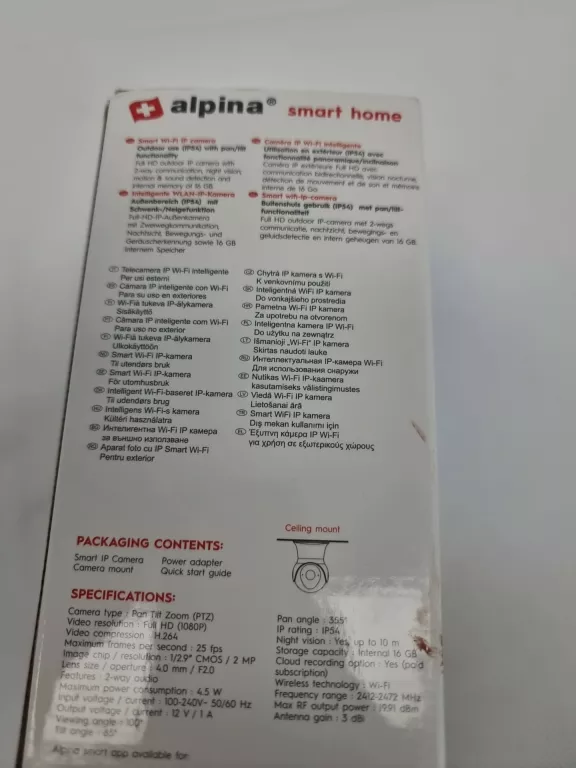 alpina® smart home
Smart Wi-Fi IP camera
Outdoor use (IP54) with pan/tilt
functionality
Full HD outdoor IP camera with
2-way communication, night vision,
motion & sound detection and
internal memory of 16 GB
Caméra IP Wi-Fi intelligente
Utilisation en extérieur (IP54) avec
fonctionnalité panoramique/inclinaison
Caméra IP extérieure Full HD avec
communication bidirectionnelle, vision nocturne,
détection de mouvement et de son et mémoire
interne de 16 Go
Intelligente WLAN-IP-Kamera
Außenbereich (IP54) mit
Schwenk-/Neigefunktion
Full-HD-IP-Außenkamera
mit Zweiwegkommunikation,
Nachtsicht, Bewegungs- und
Geräuscherkennung sowie 16 GB
Internem Speicher
Smart wifi-ip-camera
Buitenshuis gebruik (IP54) met pan/tilt-
functionaliteit
Full HD outdoor IP-camera met 2-wegs
communicatie, nachtzicht, bewegings- en
geluidsdetectie en intern geheugen van 16 GB
IT Telecamera IP Wi-Fi intelligente
Per usi esterni
ES Cámara IP inteligente con Wi-Fi
Para su uso en exteriores
Wi-Fiä tukeva IP-älykamera
Sisäkäyttö
PT Câmara IP inteligente com Wi-Fi
Para uso no exterior
FI Wi-Fiä tukeva IP-älykamera
Ulkokäyttöön
Smart Wi-Fi IP-kamera
Til utendørs bruk
Smart Wi-Fi IP-kamera
För utomhusbruk
Intelligent Wi-Fi-baseret IP-kamera
Til udendørs brug
Intelligens Wi-Fi-s kamera
Kültéri használatra
Интелигентна Wi-Fi IP камера
за външно използване
RO Aparat foto cu IP Smart Wi-Fi
Pentru exterior
CZ Chytrá IP kamera s Wi-Fi
K venkovnímu použití
Inteligentná WiFi IP kamera
Do vonkajšieho prostredia
Pametna Wi-Fi IP kamera
Za upotrebu na otvorenom
PL Inteligentna kamera IP Wi-Fi
Do użytku na zewnątrz
LT Išmanioji „Wi-Fi" IP kamera
Skirtas naudoti lauke
Интеллектуальная IP-камера Wi-Fi
Для использования снаружи
Nutikas Wi-Fi IP-kaamera
kasutamiseks välistingimustes
LV Viedā WiFi IP kamera
Lietošanai ārā
TR Smart WiFi IP kamera
Dış mekan kullanımı için
EL Έξυπνη κάμερα IP Wi-Fi
για χρήση σε εξωτερικούς χώρους
Ceiling mount
PACKAGING CONTENTS:
Smart IP Camera Power adapter
Camera mount Quick start guide
SPECIFICATIONS:
Camera type : Pan Tilt Zoom (PTZ)
Video resolution : Full HD (1080P)
Video compression : H.264
Maximum frames per second : 25 fps
Image chip / resolution : 1/2.9" CMOS / 2 MP
Lens size / aperture : 4.0 mm / F2.0
Features : 2-way audio
Maximum power consumption : 4.5 W
Input voltage / current : 100-240V~ 50/60 Hz
Output voltage / current : 12 V / 1 A
Viewing angle : 100°
Tilt angle : 65°
Pan angle : 355°
IP rating : IP54
Night vision : Yes, up to 10 m
Storage capacity : Internal 16 GB
Cloud recording option : Yes (paid
subscription)
Wireless technology : Wi-Fi
Frequency range : 2412-2472 MHz
Max RF output power : 19.91 dBm
Antenna gain : 3 dBi
Alpina smart app available for: